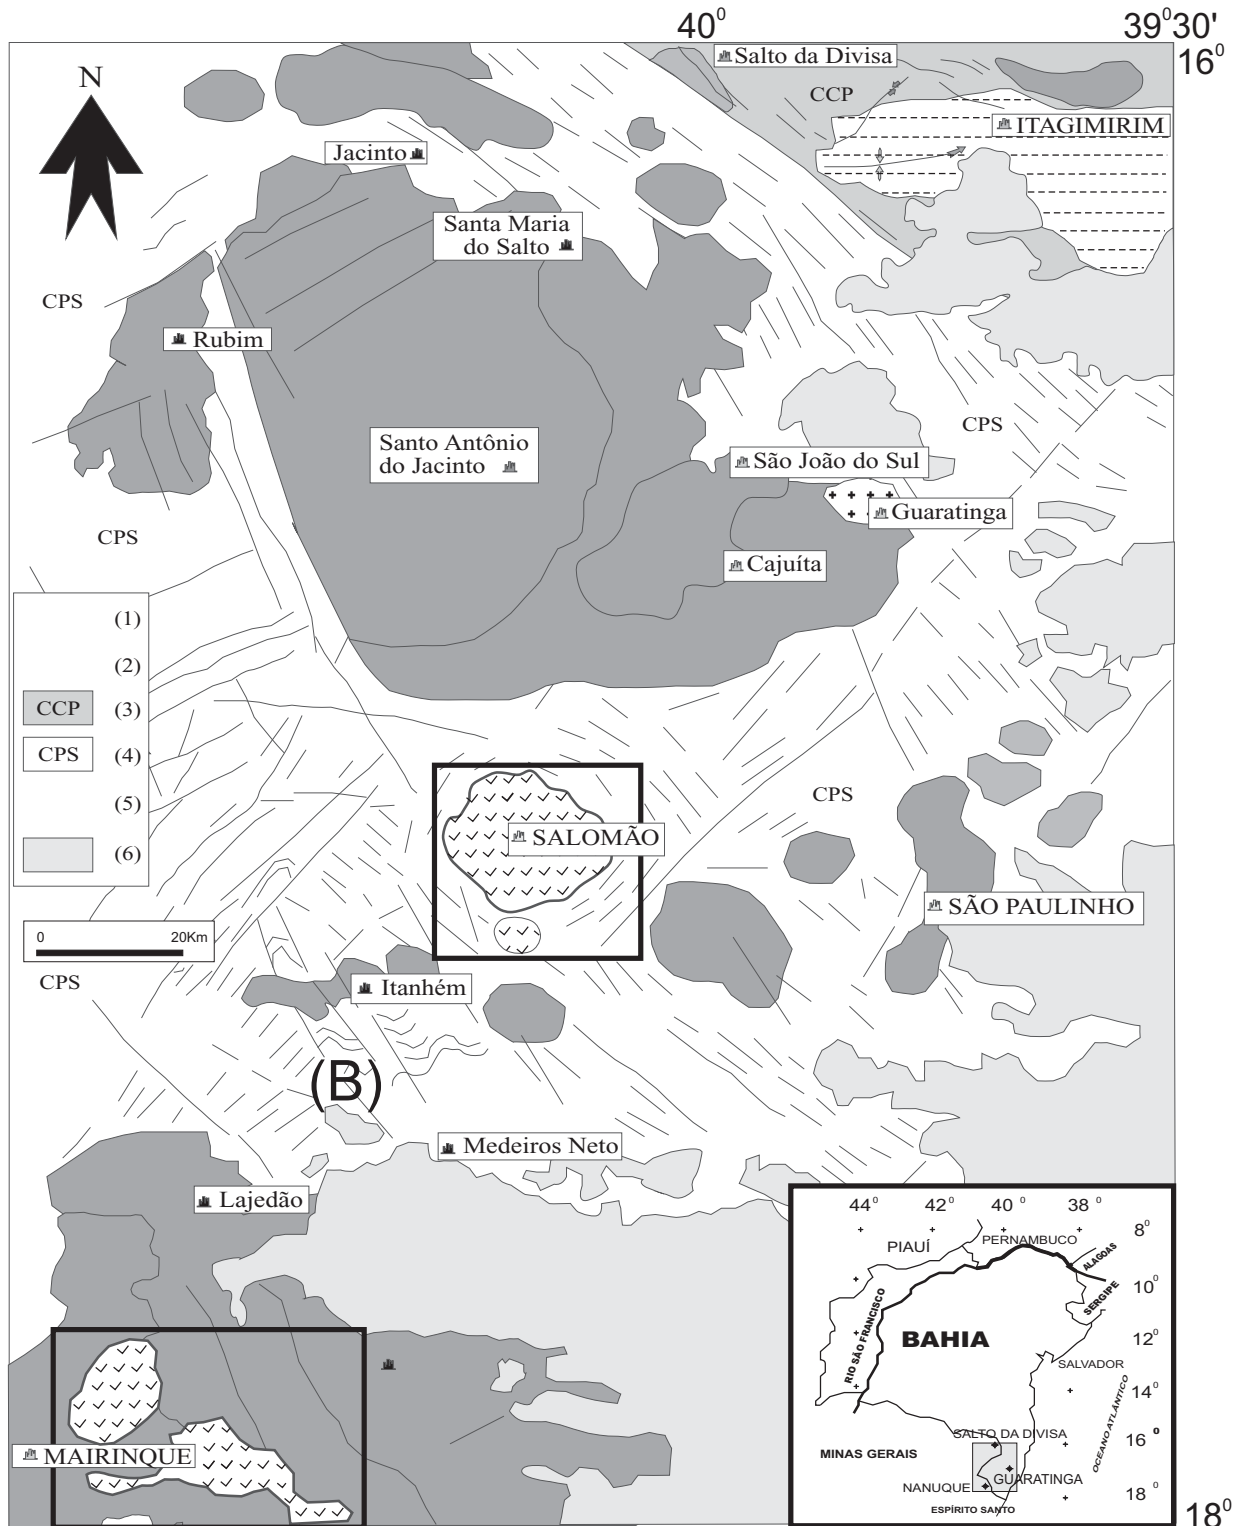 40⁰
39⁰30'
16⁰
N
Salto da Divisa
CCP
ITAGIMIRIM
Jacinto
Santa Maria
do Salto
CPS
Rubim
CPS
Santo Antônio
do Jacinto
São João do Sul
Guaratinga
CPS
Cajuíta
(1)
(2)
CCP (3)
CPS (4)
(5)
(6)
CPS
SALOMÃO
SÃO PAULINHO
0 20Km
CPS
Itanhém
(B)
Medeiros Neto
Lajedão
MAIRINQUE
18⁰
44⁰ 42⁰ 40⁰ 38⁰
8⁰
PIAUÍ
PERNAMBUCO
ALAGOAS
10⁰
SERGIPE
RIO SÃO FRANCISCO
BAHIA
12⁰
SALVADOR
14⁰
OCEANO ATLÂNTICO
SALTO DA DIVISA
16⁰
MINAS GERAIS
GUARATINGA
NANUQUE
18⁰
ESPÍRITO SANTO